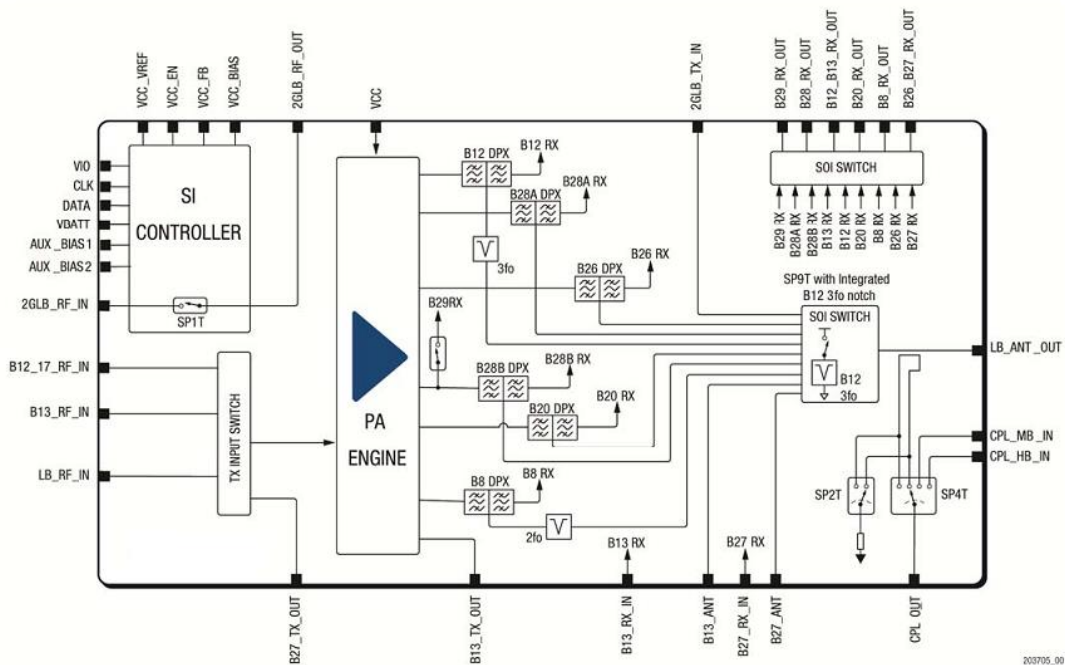 VCC_VREF
VCC_EN
VCC_FB
VCC_BIAS
2GLB_RF_OUT
VCC
2GLB_TX_IN
B29_RX_OUT
B28_RX_OUT
B12_B13_RX_OUT
B20_RX_OUT
B8_RX_OUT
B26_B27_RX_OUT
VIO
CLK
DATA
VBATT
AUX_BIAS1
AUX_BIAS2
2GLB_RF_IN
B12_17_RF_IN
B13_RF_IN
LB_RF_IN
SI
CONTROLLER
SP1T
TX INPUT SWITCH
PA
ENGINE
B12 DPX
B12 RX
B28A DPX
B28A RX
3fo
B26 DPX
B26 RX
B29RX
B28B DPX
B28B RX
B20 DPX
B20 RX
B8 DPX
B8 RX
2fo
B13 RX
B27 RX
SOI SWITCH
B29 RX
B28A RX
B28B RX
B13 RX
B12 RX
B20 RX
B8 RX
B26 RX
B27 RX
SP9T with Integrated
B12 3fo notch
SOI SWITCH
B12
3fo
LB_ANT_OUT
CPL_MB_IN
CPL_HB_IN
SP2T
SP4T
B27_TX_OUT
B13_TX_OUT
B13_RX_IN
B13_ANT
B27_RX_IN
B27_ANT
CPL_OUT
203705_001